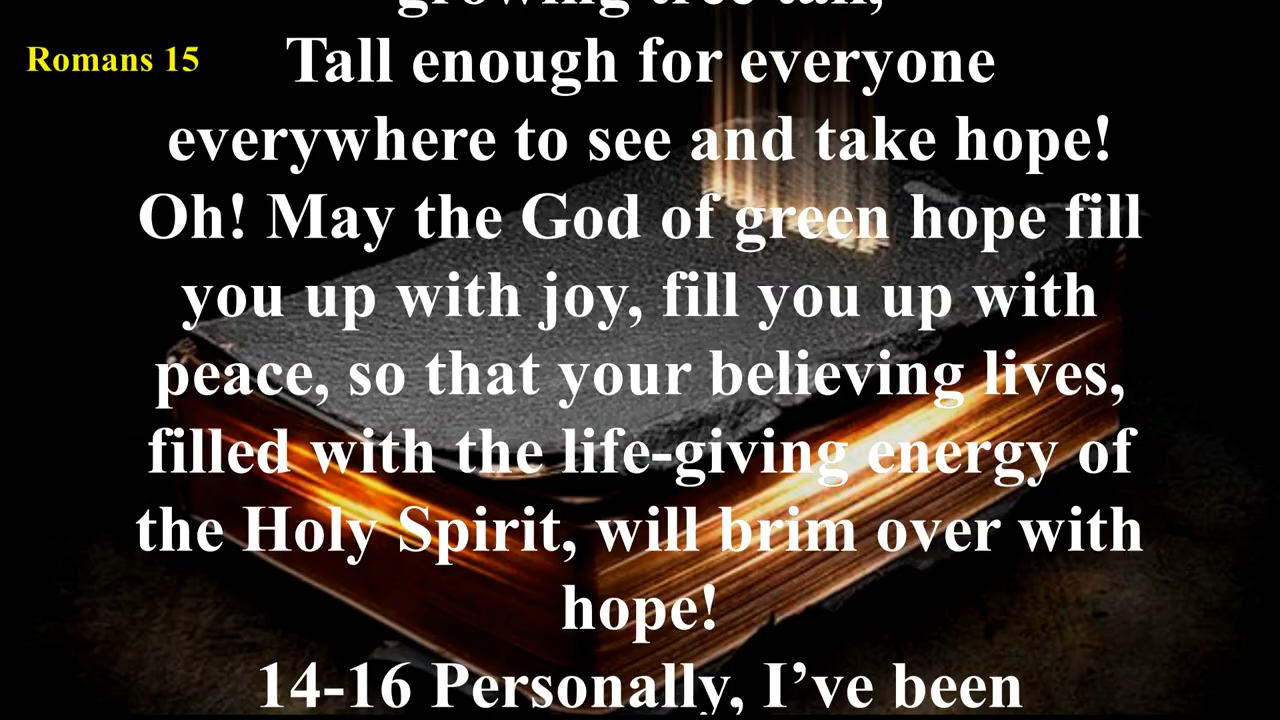 growing tree tall,
Romans 15
Tall enough for everyone
everywhere to see and take hope!
Oh! May the God of green hope fill
you up with joy, fill you up with
peace, so that your believing lives,
filled with the life-giving energy of
the Holy Spirit, will brim over with
hope!
14-16 Personally, I’ve been